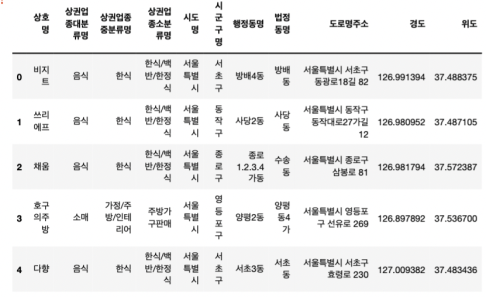 상호명 상권업종대분류명 상권업종중분류명 상권업종소분류명 시도명 시군구명 행정동명 법정동명 도로명주소 경도 위도
0 비지트 음식 한식 한식/백반/한정식 서울특별시 서초구 방배4동 방배동 서울특별시 서초구 동광로18길 82 126.991394 37.488375
1 쓰리에프 음식 한식 한식/백반/한정식 서울특별시 동작구 사당2동 사당동 서울특별시 동작구 동작대로27가길 12 126.980952 37.487105
2 채움 음식 한식 한식/백반/한정식 서울특별시 종로구 종로1.2.3.4가동 수송동 서울특별시 종로구 삼봉로 81 126.981794 37.572387
3 호구의주방 소매 가정/주방/인테리어 주방가구판매 서울특별시 영등포구 양평2동 양평동4가 서울특별시 영등포구 선유로 269 126.897892 37.536700
4 다향 음식 한식 한식/백반/한정식 서울특별시 서초구 서초3동 서초동 서울특별시 서초구 효령로 230 127.009382 37.483436